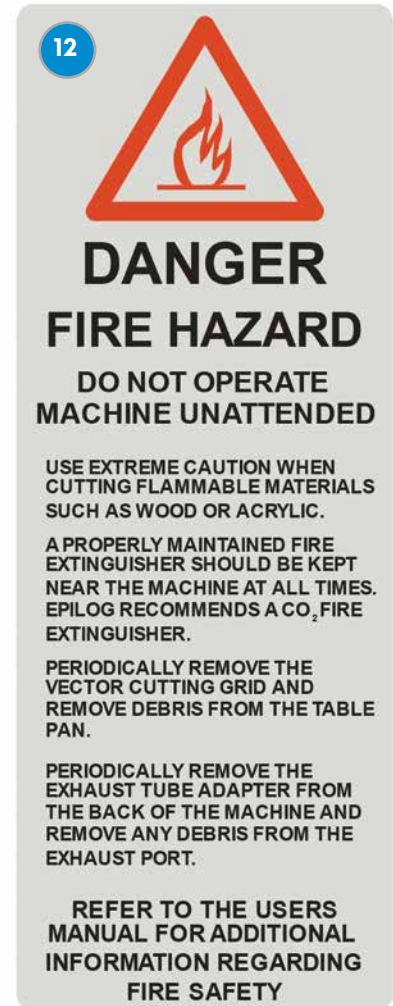 12
DANGER
FIRE HAZARD
DO NOT OPERATE
MACHINE UNATTENDED
USE EXTREME CAUTION WHEN
CUTTING FLAMMABLE MATERIALS
SUCH AS WOOD OR ACRYLIC.
A PROPERLY MAINTAINED FIRE
EXTINGUISHER SHOULD BE KEPT
NEAR THE MACHINE AT ALL TIMES.
EPILOG RECOMMENDS A CO₂ FIRE
EXTINGUISHER.
PERIODICALLY REMOVE THE
VECTOR CUTTING GRID AND
REMOVE DEBRIS FROM THE TABLE
PAN.
PERIODICALLY REMOVE THE
EXHAUST TUBE ADAPTER FROM
THE BACK OF THE MACHINE AND
REMOVE ANY DEBRIS FROM THE
EXHAUST PORT.
REFER TO THE USERS
MANUAL FOR ADDITIONAL
INFORMATION REGARDING
FIRE SAFETY